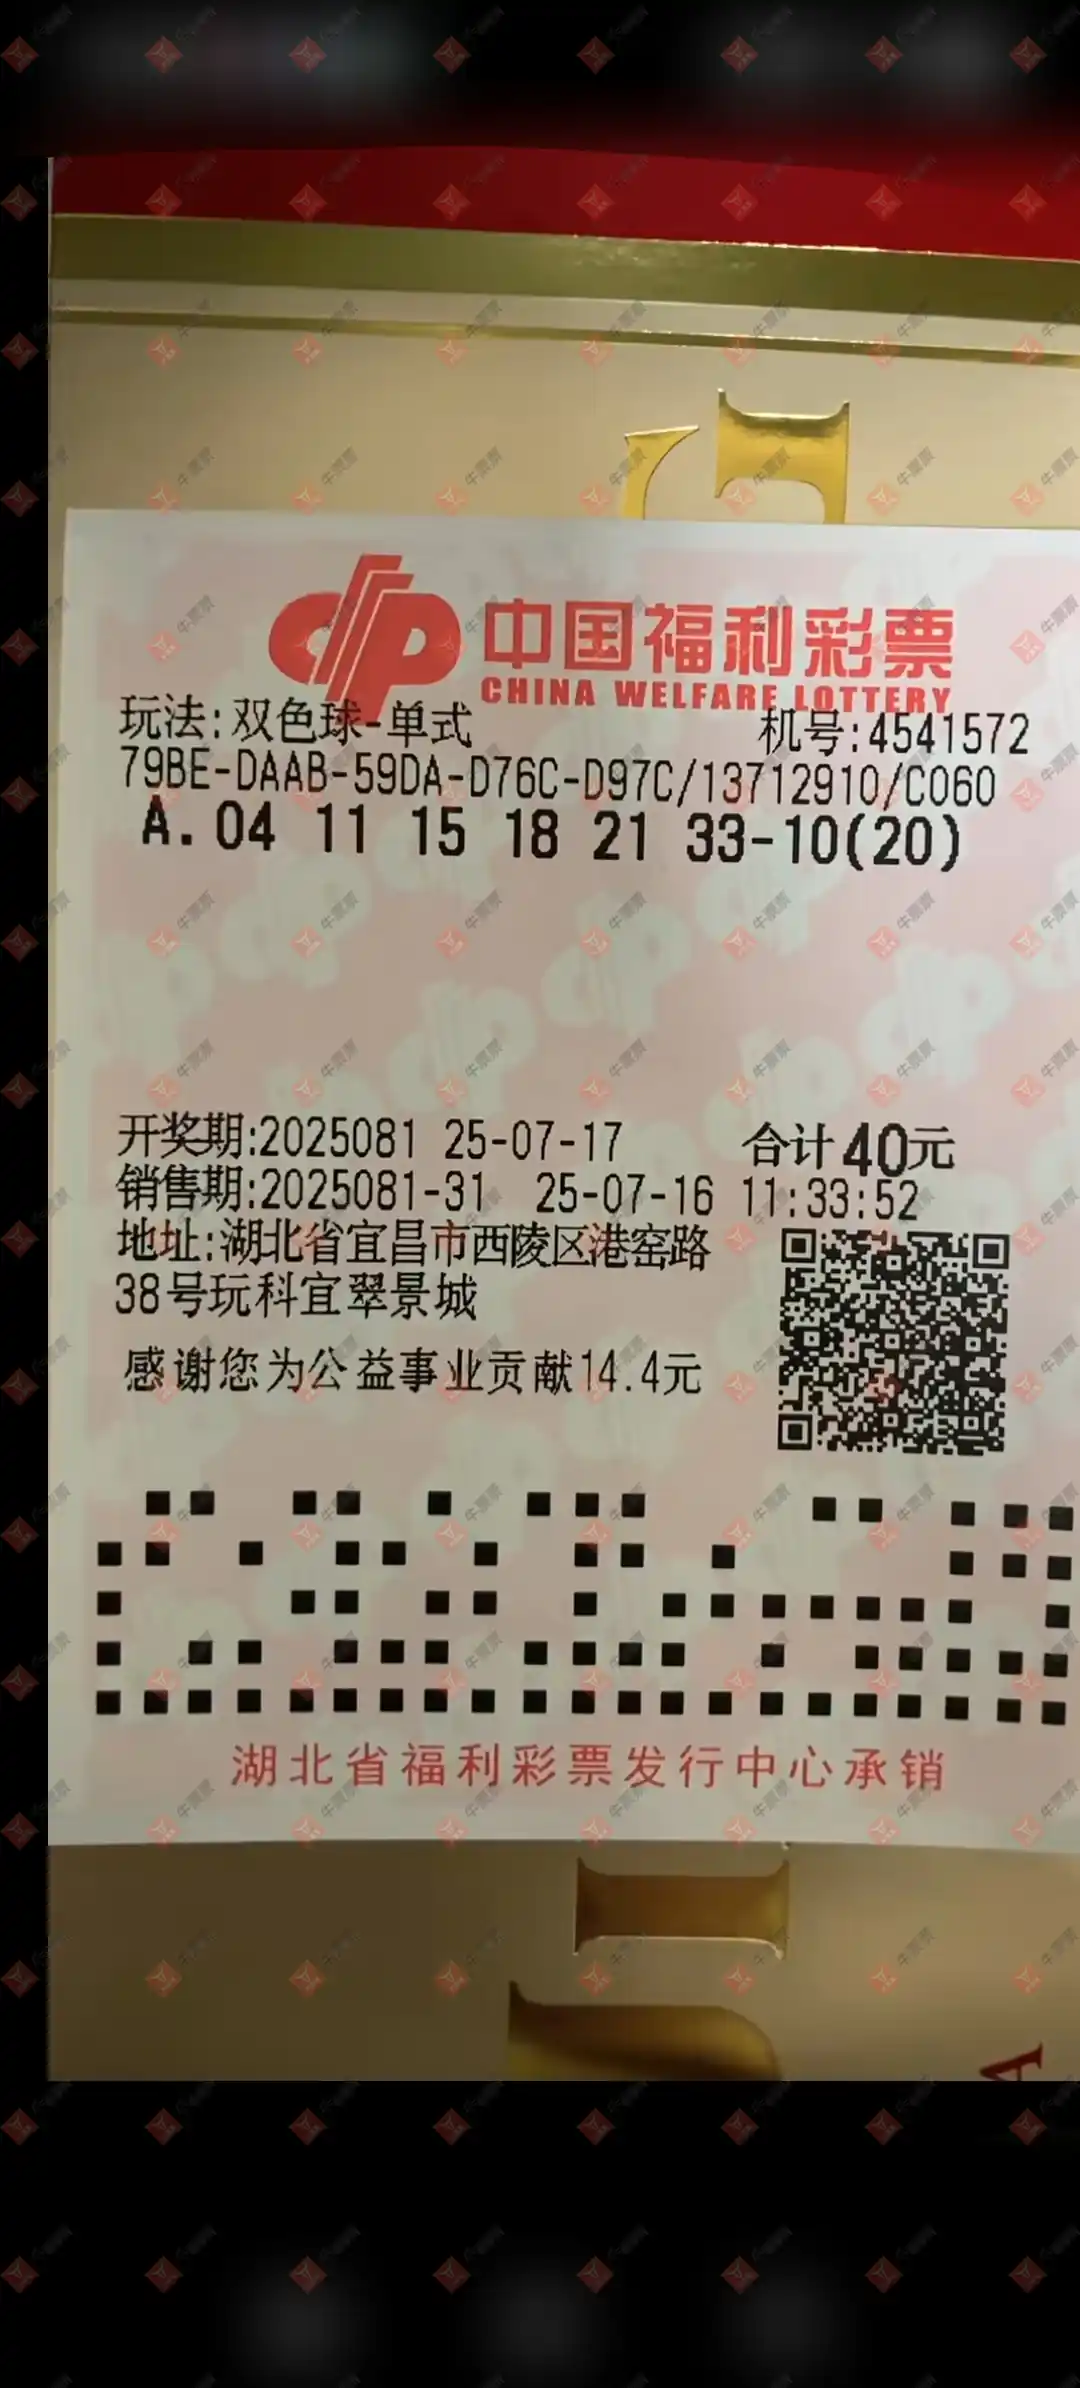 中国福利彩票
CHINA WELFARE LOTTERY
玩法:双色球-单式 机号:4541572
79BE-DAAB-59DA-D76C-D97C/13712910/C060
A. 04 11 15 18 21 33-10(20)
开奖期:2025081 25-07-17 合计40元
销售期:2025081-31 25-07-16 11:33:52
地址:湖北省宜昌市西陵区港窑路
38号玩科宜翠景城
感谢您为公益事业贡献14.4元
湖北省福利彩票发行中心承销